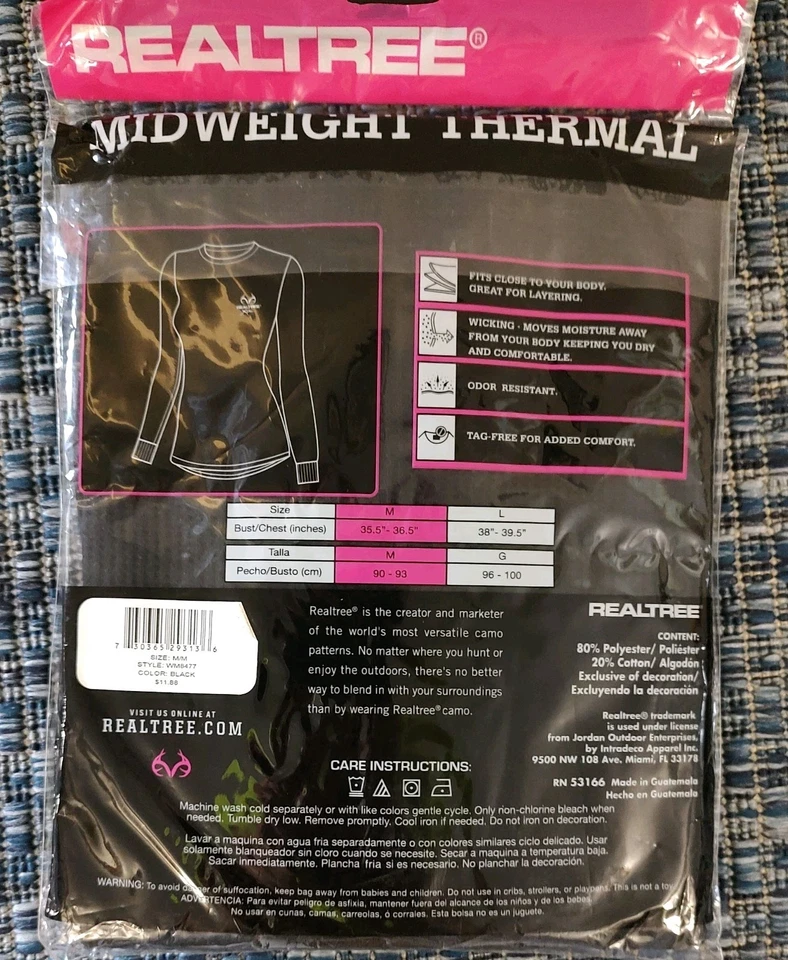 REALTREE®
MIDWEIGHT THERMAL
REALTREE
FITS CLOSE TO YOUR BODY.
GREAT FOR LAYERING.
WICKING - MOVES MOISTURE AWAY
FROM YOUR BODY KEEPING YOU DRY
AND COMFORTABLE.
ODOR RESISTANT.
TAG-FREE FOR ADDED COMFORT.
Size M L
Bust/Chest (inches) 35.5"- 36.5" 38"- 39.5"
Talla M G
Pecho/Busto (cm) 90 - 93 96 - 100
7 30365 29313 6
SIZE: M/M
STYLE: WM8477
COLOR: BLACK
$11.88
VISIT US ONLINE AT
REALTREE.COM
Realtree® is the creator and marketer
of the world's most versatile camo
patterns. No matter where you hunt or
enjoy the outdoors, there's no better
way to blend in with your surroundings
than by wearing Realtree® camo.
REALTREE
CONTENT:
80% Polyester/ Poliéster
20% Cotton/ Algodón
Exclusive of decoration/
Excluyendo la decoración
Realtree® trademark
is used under license
from Jordan Outdoor Enterprises,
by Intradeco Apparel Inc.
9500 NW 108 Ave. Miami, FL 33178
RN 53166 Made in Guatemala
Hecho en Guatemala
CARE INSTRUCTIONS:
Machine wash cold separately or with like colors gentle cycle. Only non-chlorine bleach when
needed. Tumble dry low. Remove promptly. Cool iron if needed. Do not iron on decoration.
Lavar a maquina con agua fria separadamente o con colores similares ciclo delicado. Usar
solamente blanqueador sin cloro cuando se necesite. Secar a maquina a temperatura baja.
Sacar inmediatamente. Plancha fria si es necesario. No planchar la decoración.
WARNING: To avoid danger of suffocation, keep bag away from babies and children. Do not use in cribs, strollers, or playpens. This is not a toy.
ADVERTENCIA: Para evitar peligro de asfixia, mantener fuera del alcance de los niños y de los bebes.
No usar en cunas, camas, carreolas, ó corrales. Esta bolsa no es un juguete.